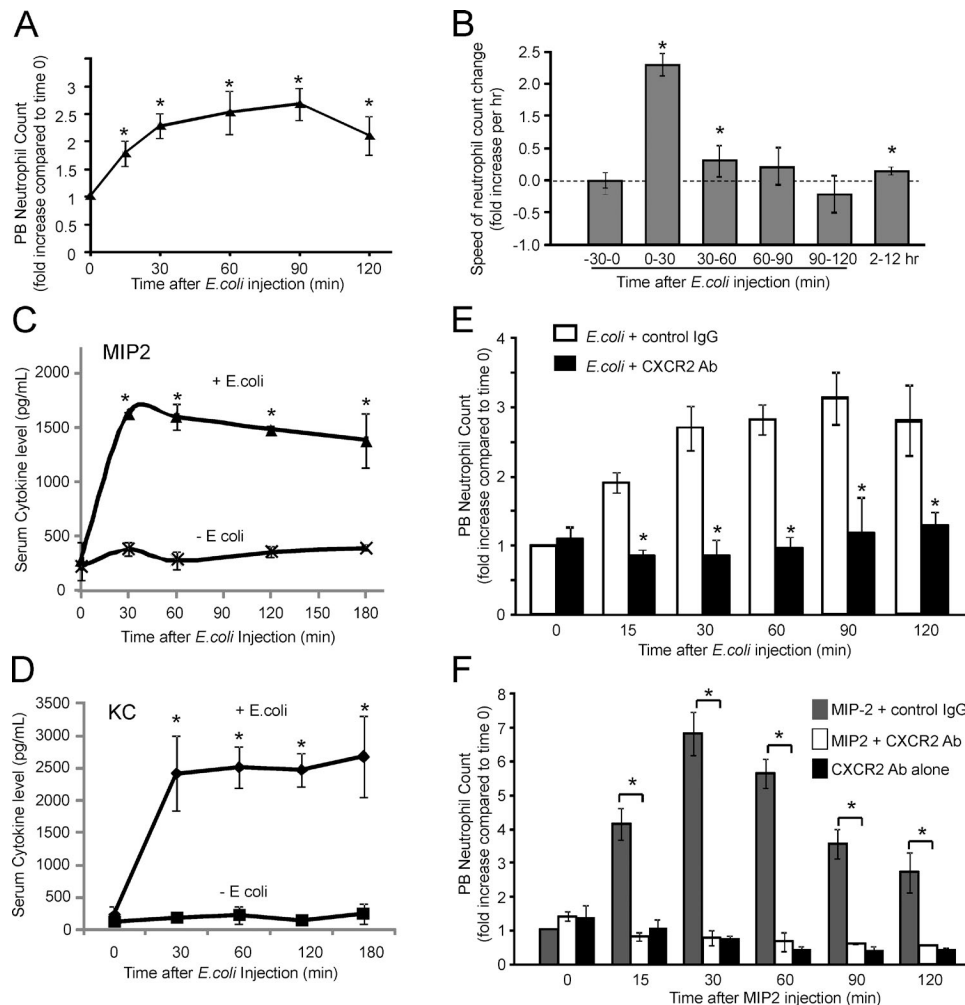 A
PB Neutrophil Count
(fold increase compared to time 0)
3
2.5
2
1.5
1
0.5
0
* * * * *
0 30 60 90 120
Time after E.coli injection (min)
B
Speed of neutrophil count change
(fold increase per hr)
2.5
2.0
1.5
1.0
0.5
0.0
-0.5
-1.0
* * *
-30-0 0-30 30-60 60-90 90-120 2-12 hr
Time after E.coli injection (min)
C
MIP2
Serum Cytokine level (pg/mL)
2000
1500
1000
500
0
+ E.coli
* * * *
- E coli
0 30 60 90 120 150 180
Time after E.coli Injection (min)
D
KC
Serum Cytokine level (pg/mL)
3500
3000
2500
2000
1500
1000
500
0
+ E.coli
* * * *
- E coli
0 30 60 120 180
Time after E.coli Injection (min)
E
E.coli + control IgG
E.coli + CXCR2 Ab
PB Neutrophil Count
(fold increase compared to time 0)
4
3
2
1
0
* * * * *
0 15 30 60 90 120
Time after E.coli injection (min)
F
MIP-2 + control IgG
MIP2 + CXCR2 Ab
CXCR2 Ab alone
PB Neutrophil Count
(fold increase compared to time 0)
8
7
6
5
4
3
2
1
0
* * * * *
0 15 30 60 90 120
Time after MIP2 injection (min)